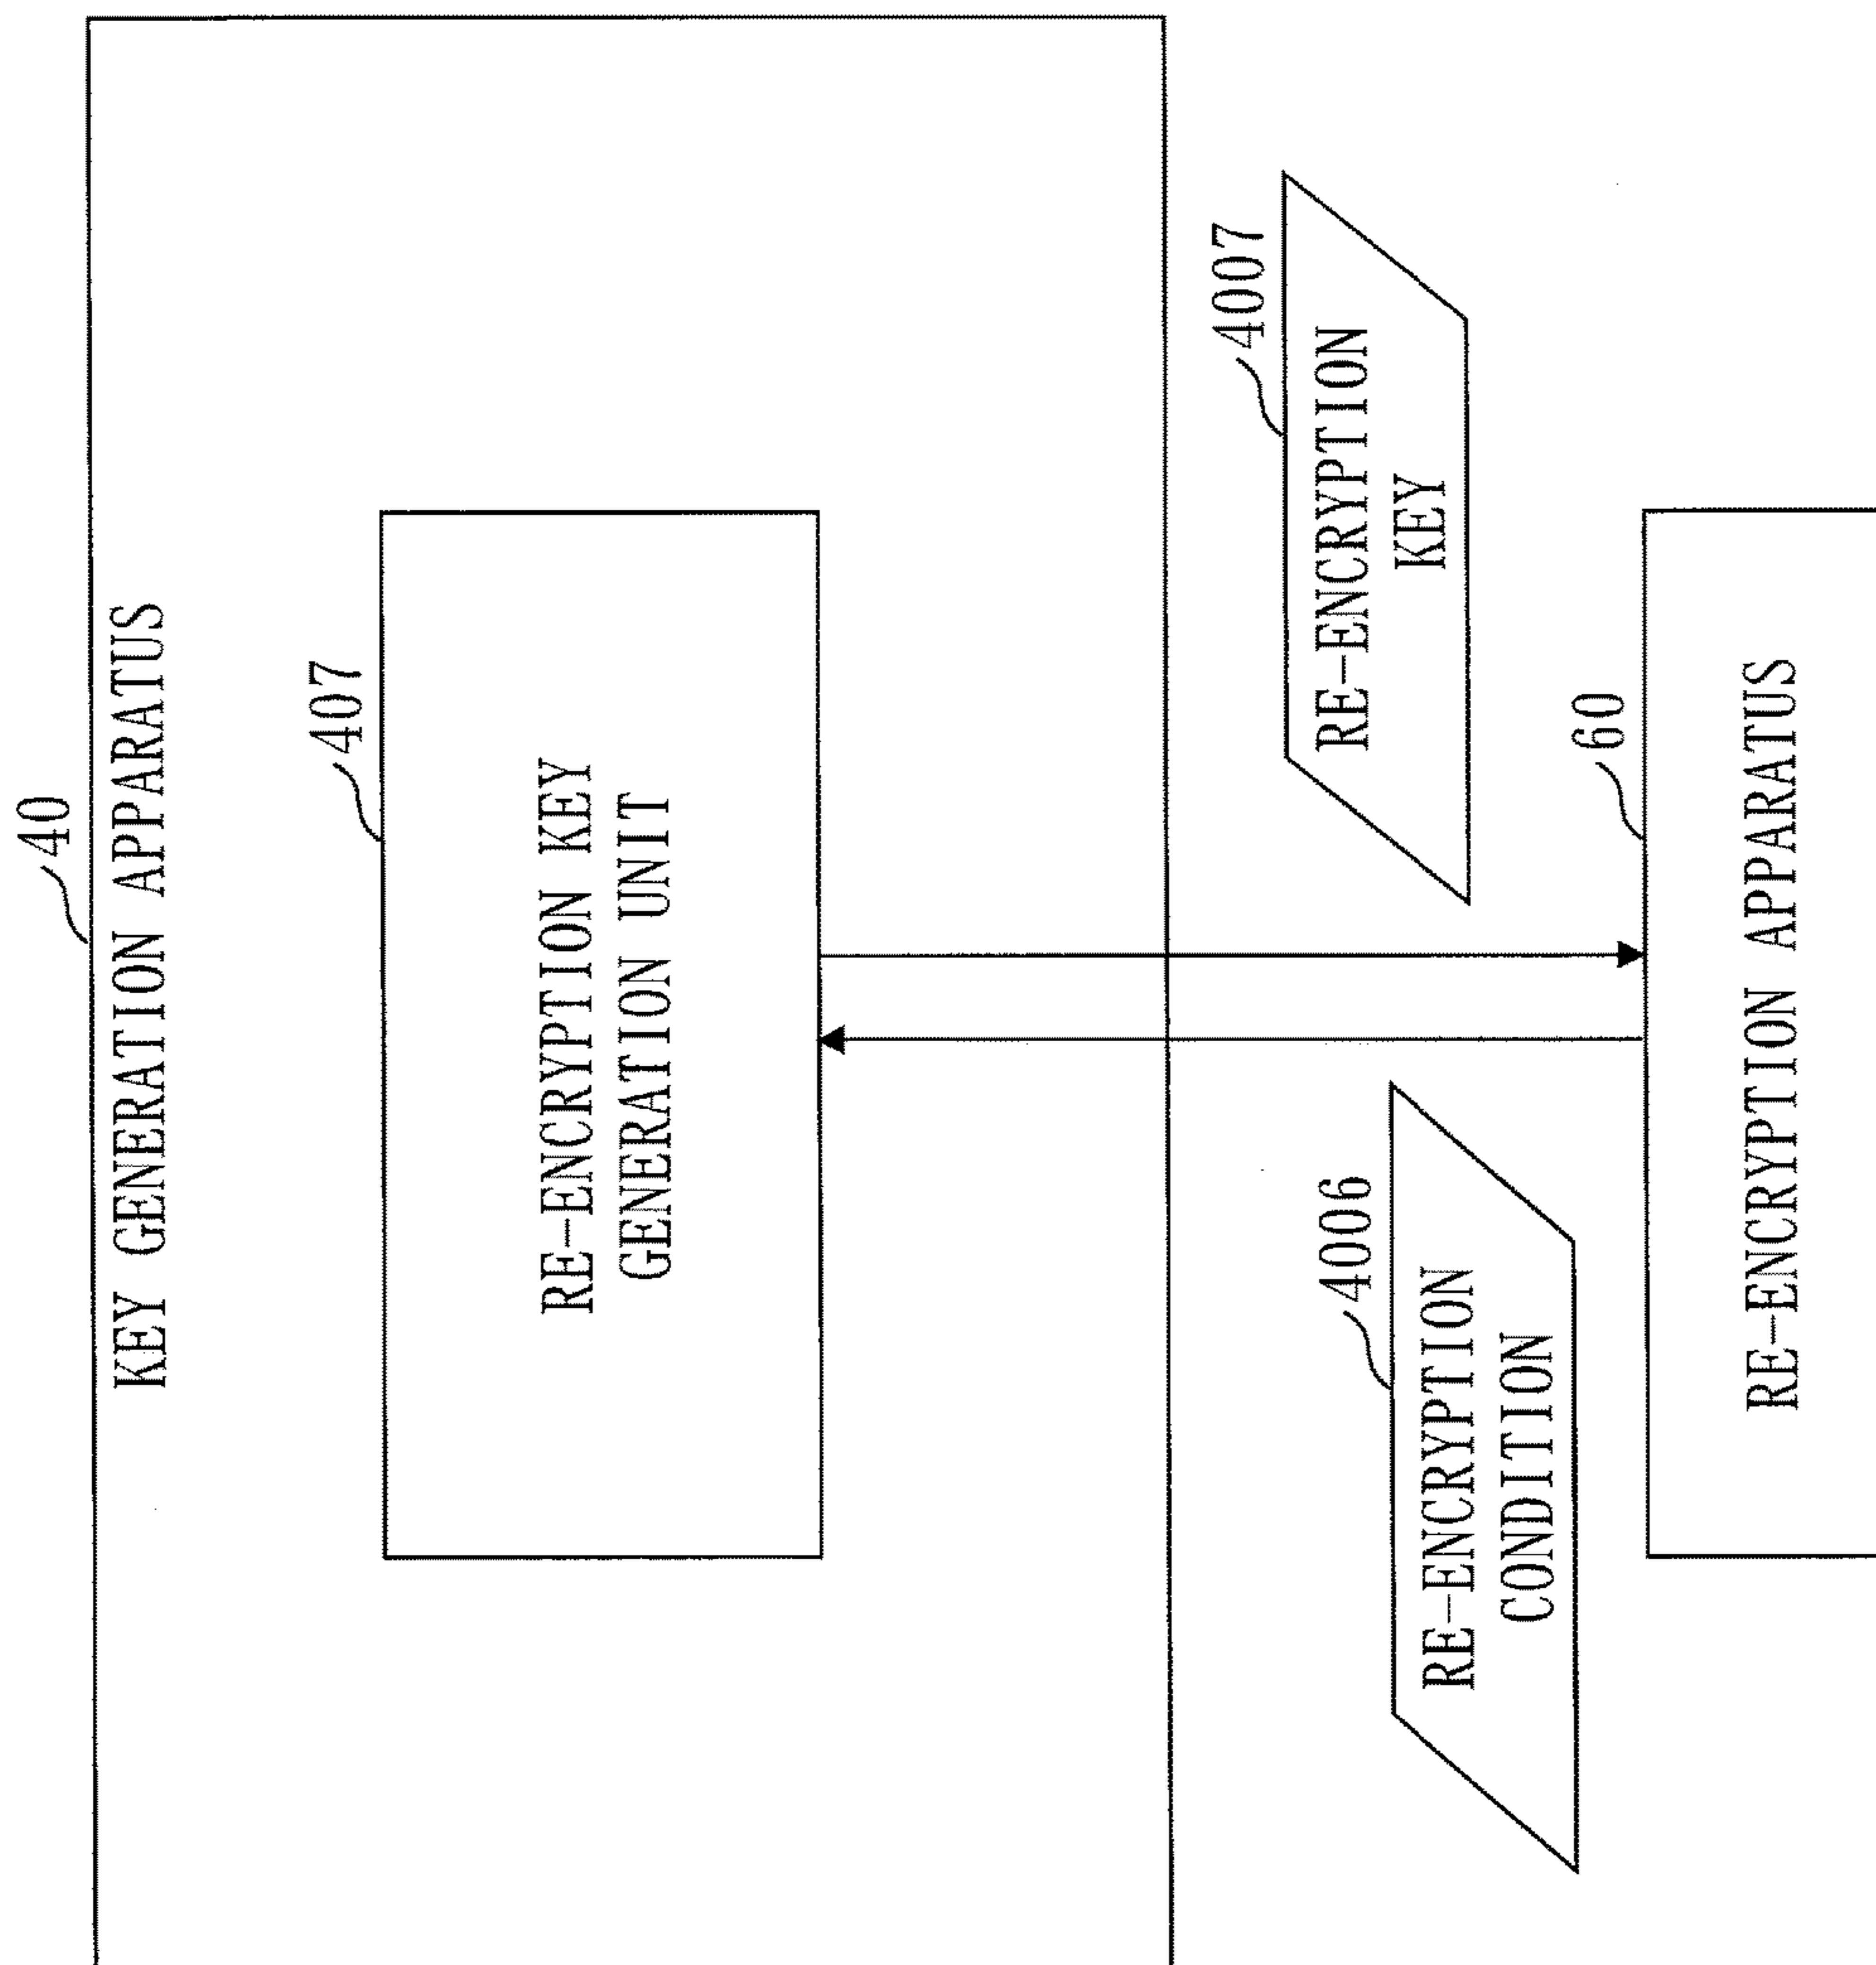 40
KEY GENERATION APPARATUS
407
RE-ENCRYPTION KEY
GENERATION UNIT
4006
RE-ENCRYPTION
CONDITION
4007
RE-ENCRYPTION
KEY
60
RE-ENCRYPTION APPARATUS